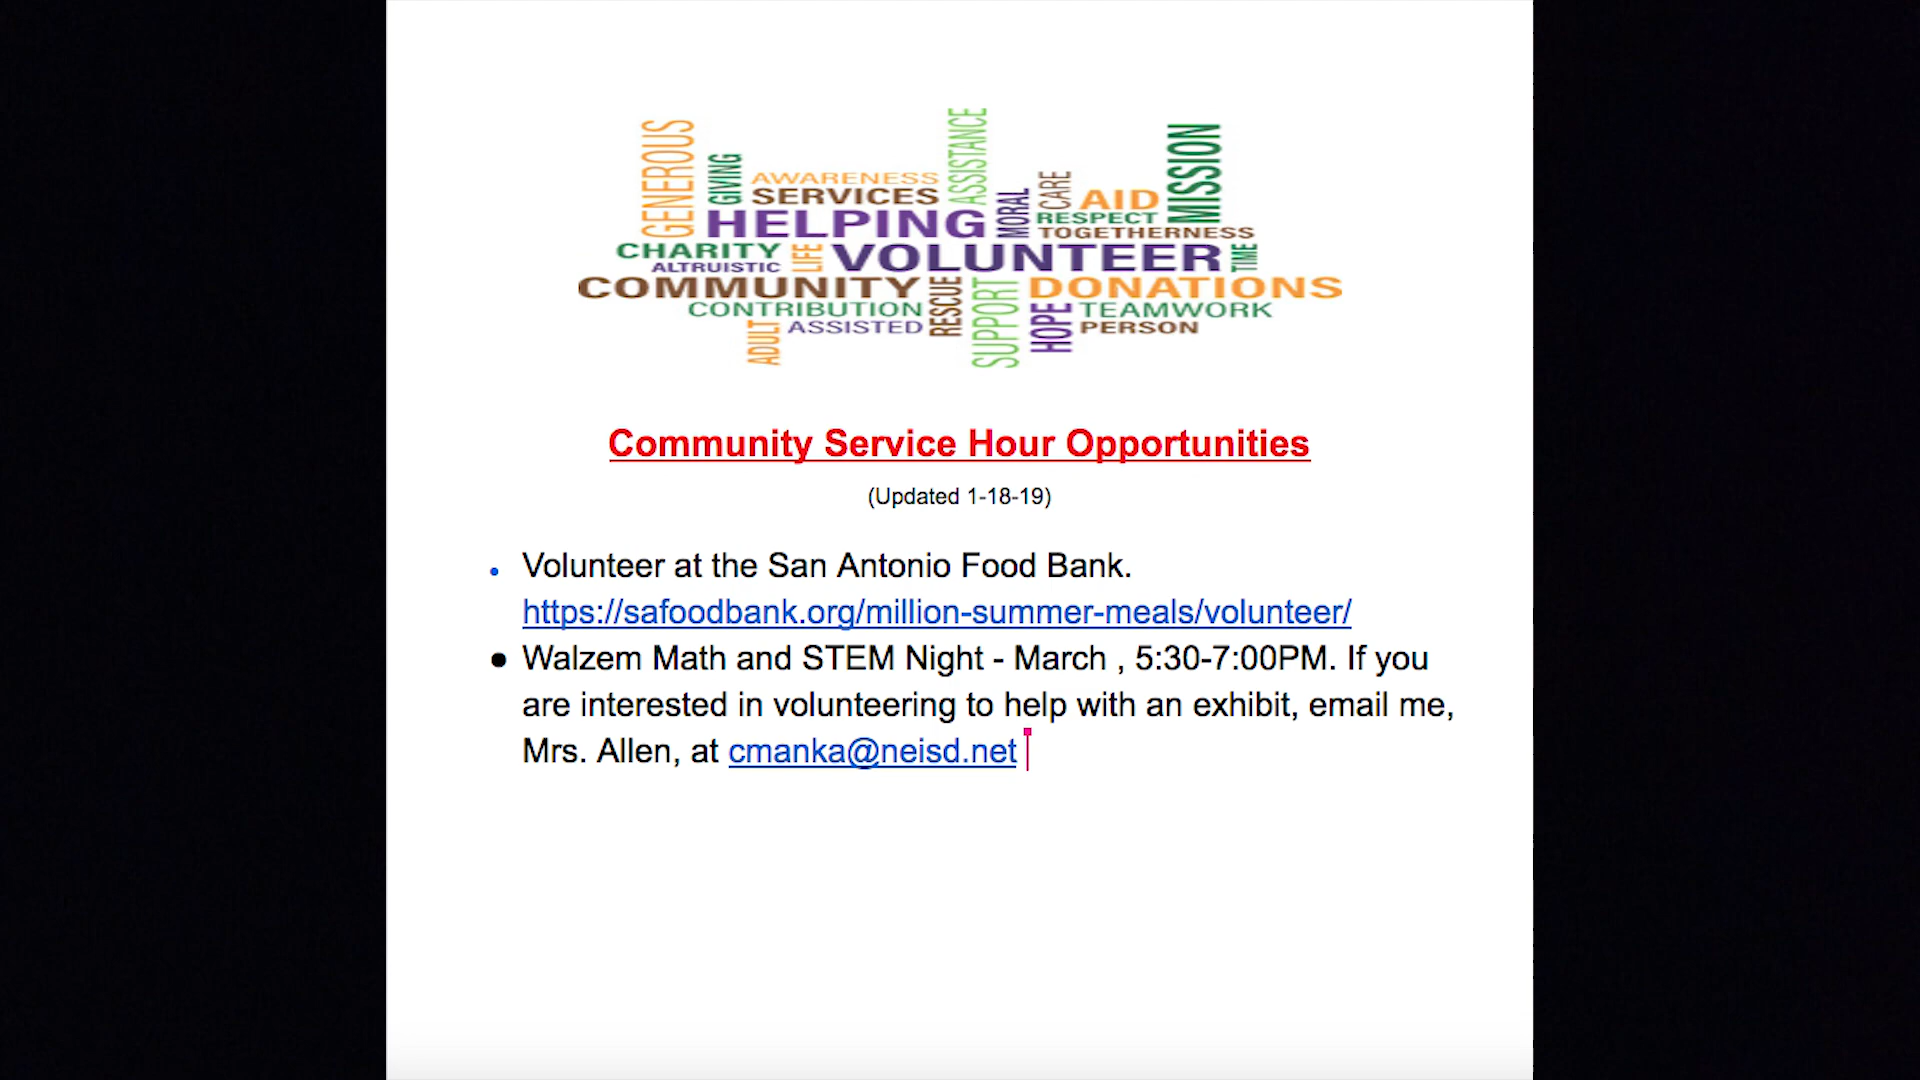 GENEROUS
GIVING
AWARENESS
ASSISTANCE
SERVICES
HELPING
MORAL
CARE
AID
MISSION
RESPECT
TOGETHERNESS
CHARITY
ALTRUISTIC
LIFE
VOLUNTEER
TIME
COMMUNITY
RESCUE
SUPPORT
DONATIONS
CONTRIBUTION
HOPE
TEAMWORK
ADULT
ASSISTED
PERSON
Community Service Hour Opportunities
(Updated 1-18-19)
• Volunteer at the San Antonio Food Bank.
https://safoodbank.org/million-summer-meals/volunteer/
● Walzem Math and STEM Night - March , 5:30-7:00PM. If you
are interested in volunteering to help with an exhibit, email me,
Mrs. Allen, at cmanka@neisd.net